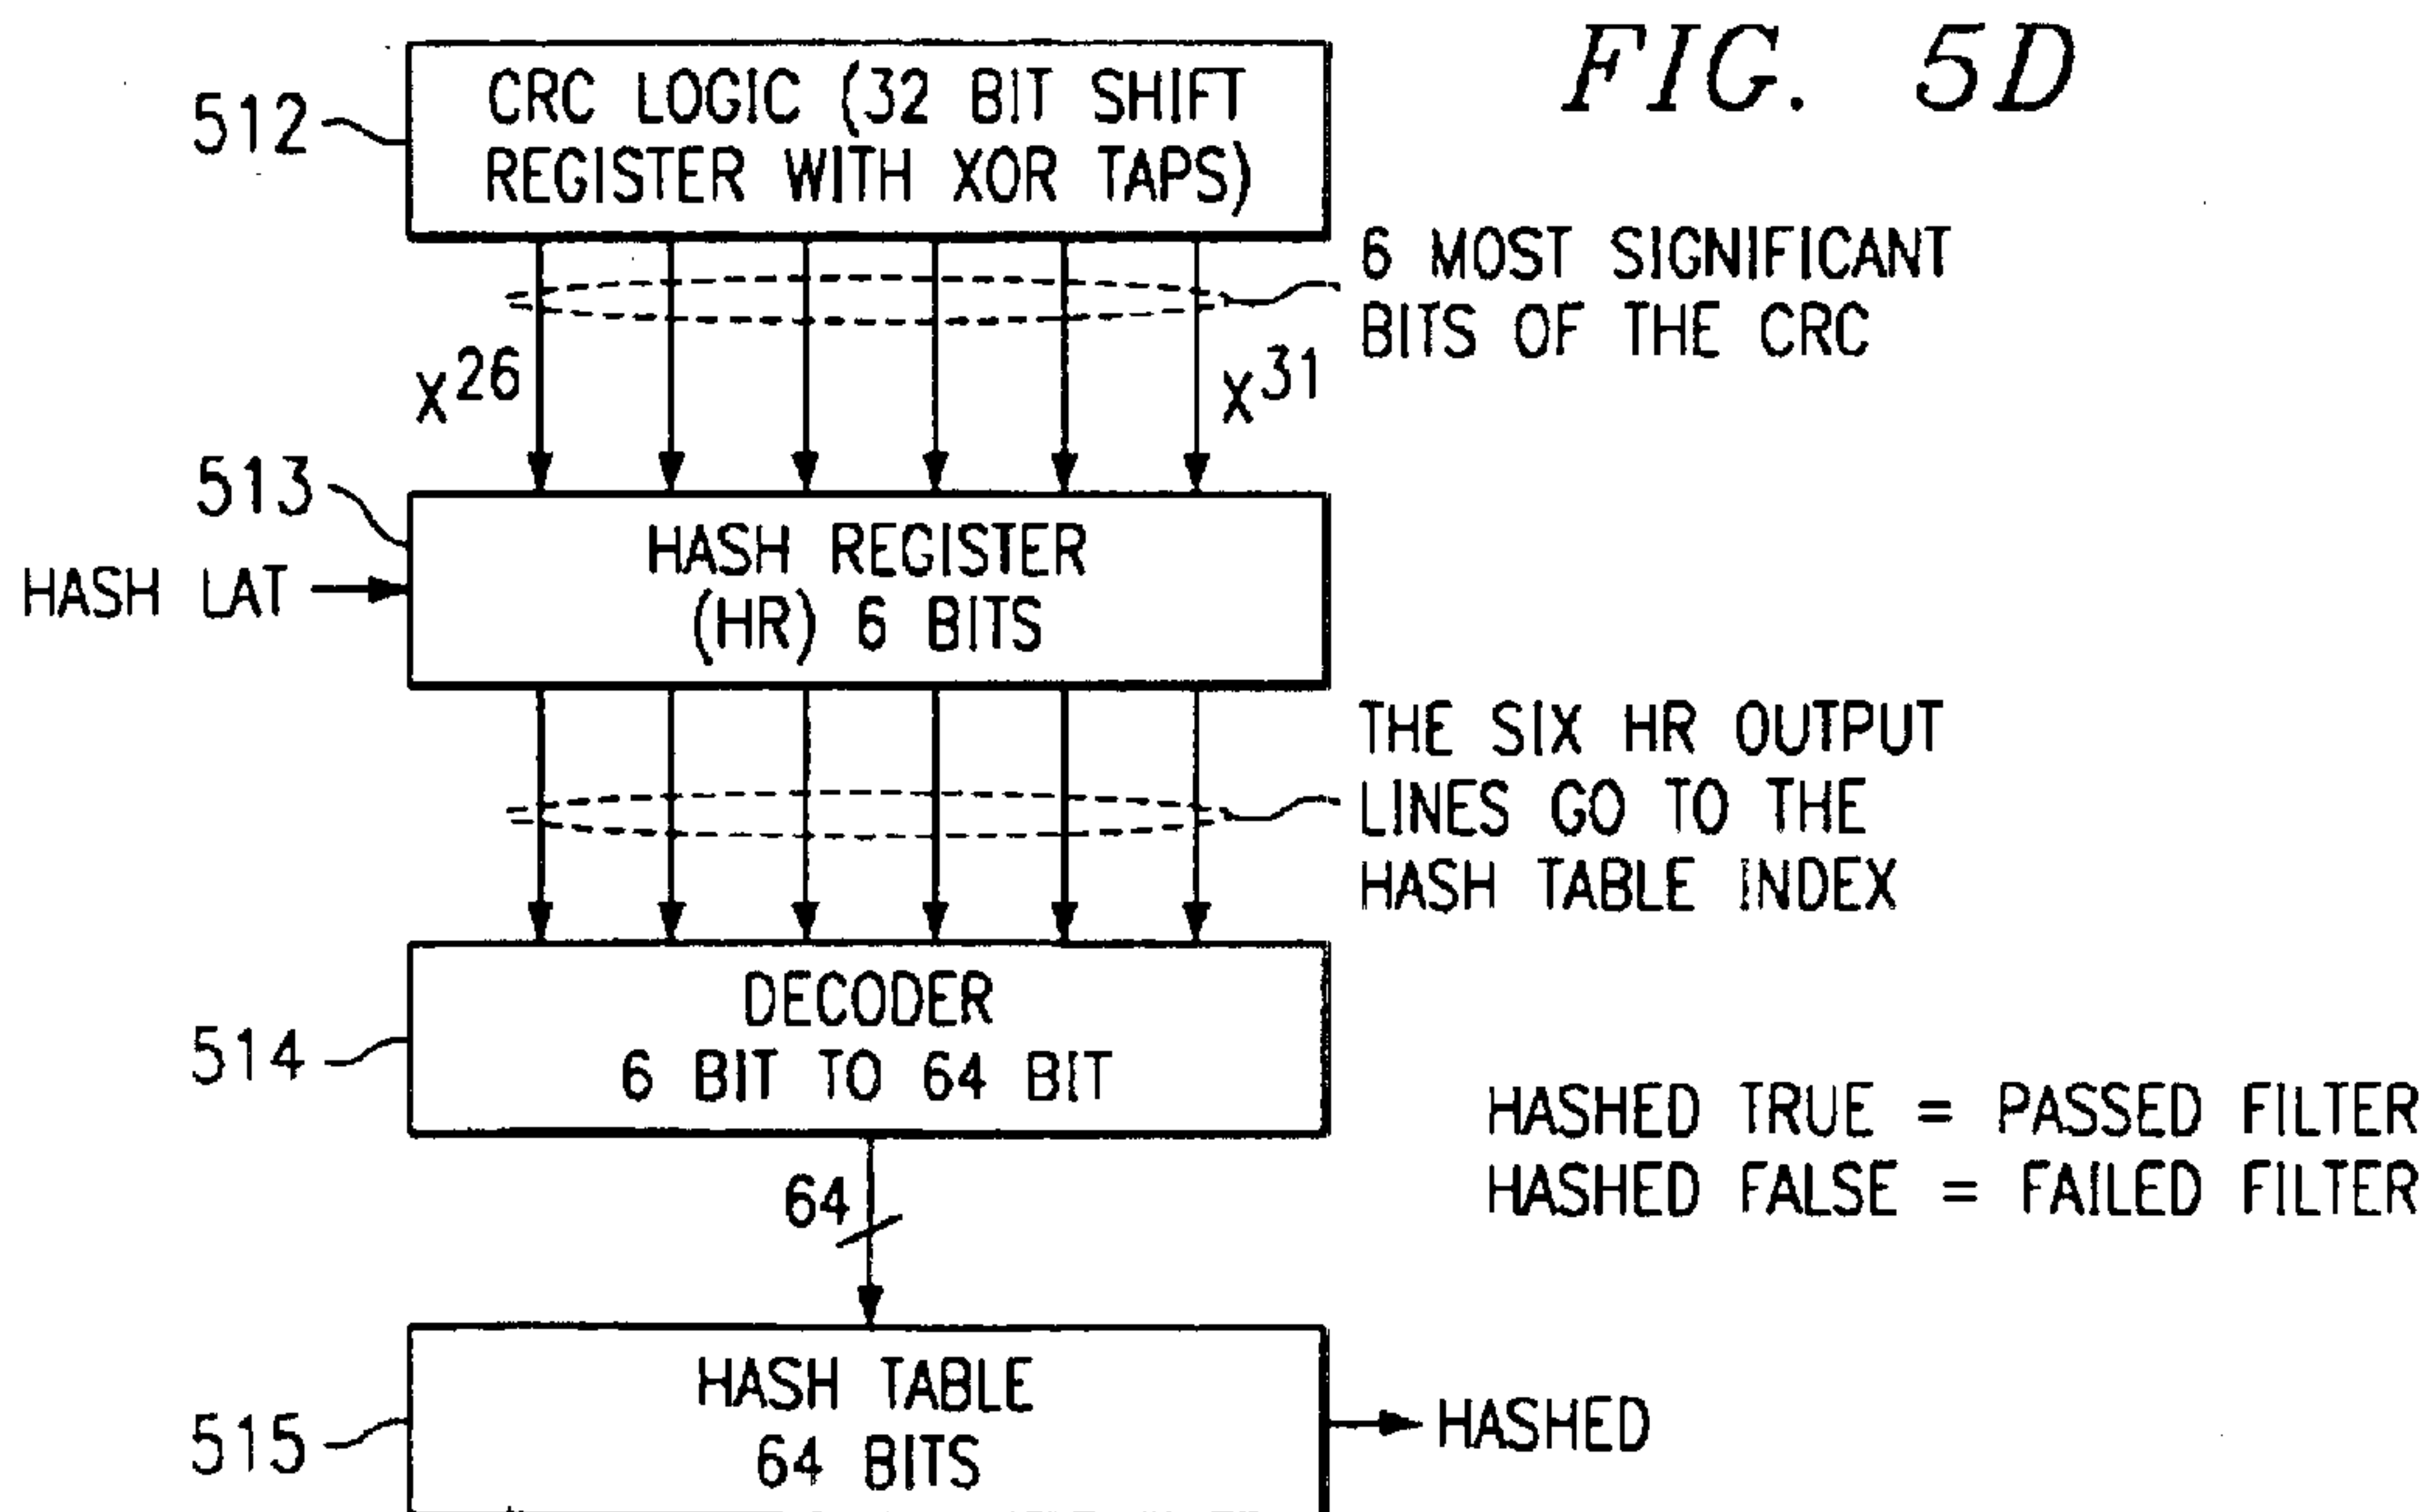 FIG. 5D
512
CRC LOGIC (32 BIT SHIFT
REGISTER WITH XOR TAPS)
6 MOST SIGNIFICANT
BITS OF THE CRC
X26
X31
513
HASH LAT
HASH REGISTER
(HR) 6 BITS
THE SIX HR OUTPUT
LINES GO TO THE
HASH TABLE INDEX
514
DECODER
6 BIT TO 64 BIT
HASHED TRUE = PASSED FILTER
HASHED FALSE = FAILED FILTER
64
515
HASH TABLE
64 BITS
HASHED